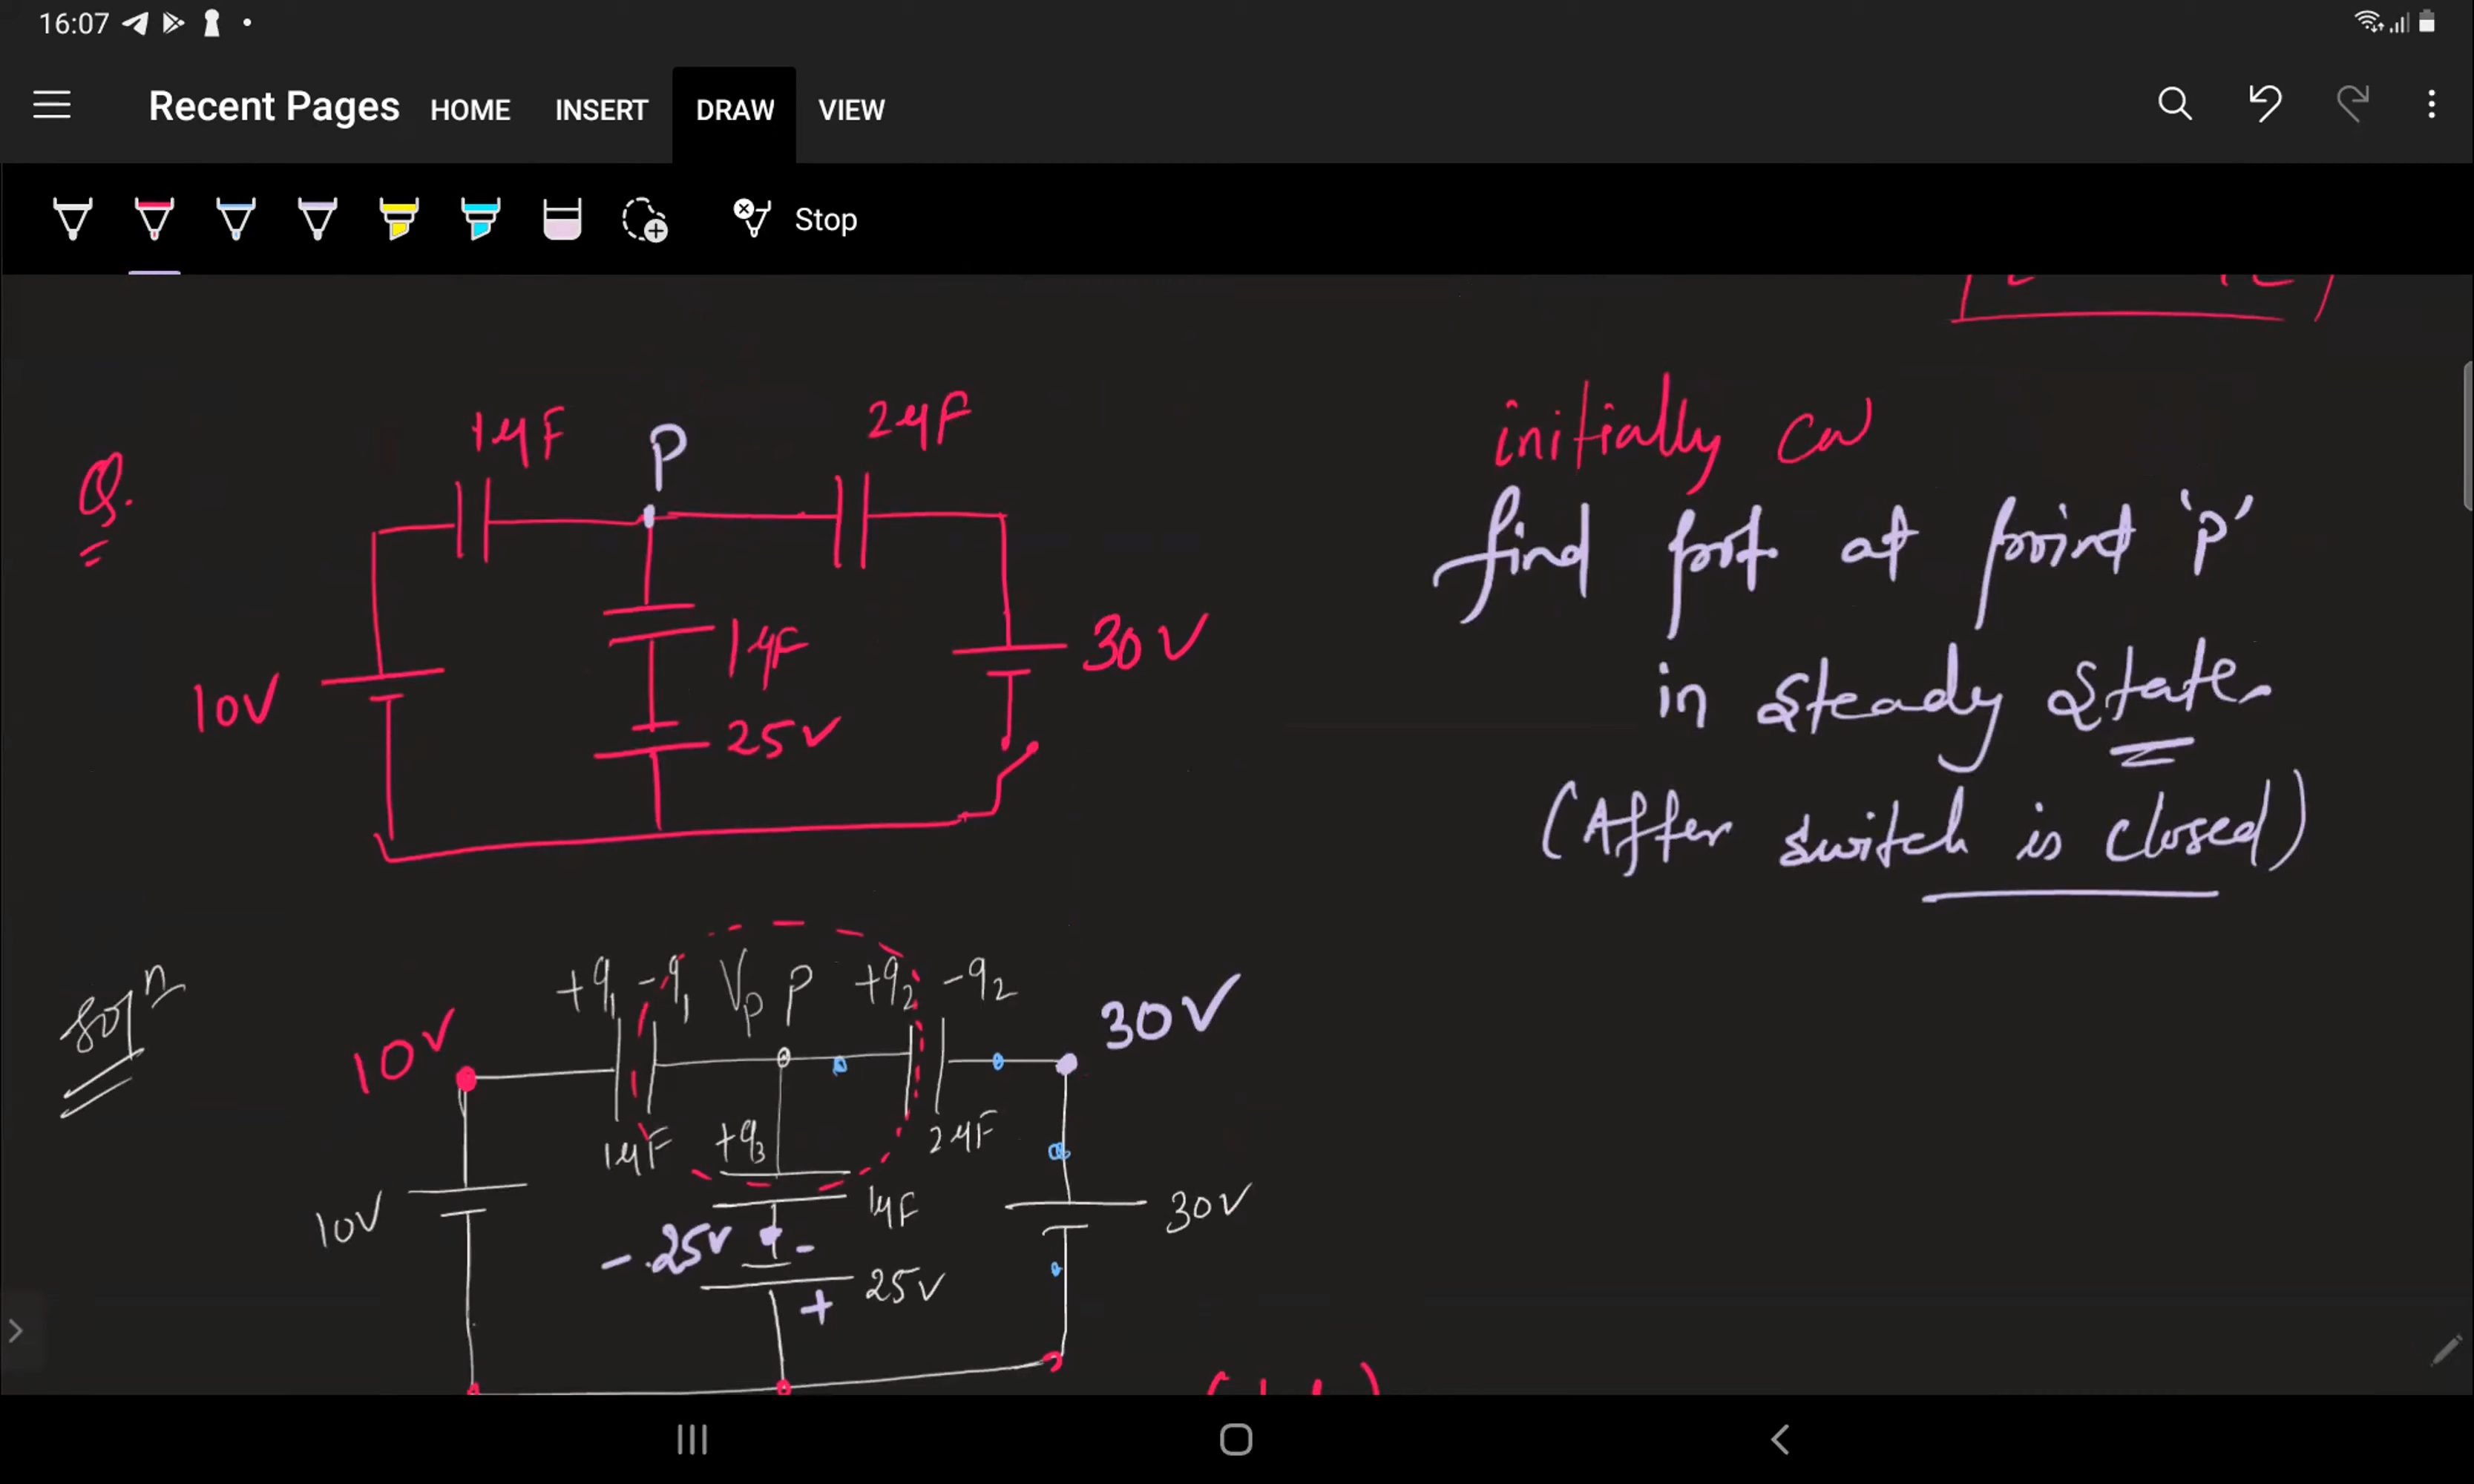 16:07
Recent Pages HOME INSERT DRAW VIEW
Stop
Q.
1μF
P
2μF
1μF
30V
10V
25V
initially
find pot. at point 'P'
in steady state.
(After switch is closed)
solⁿ
+q₁ -q₁ Vₚ P +q₂ -q₂
10V
30V
1μF
+q₃
2μF
1μF
10V
30V
- 25V
-
25V
+